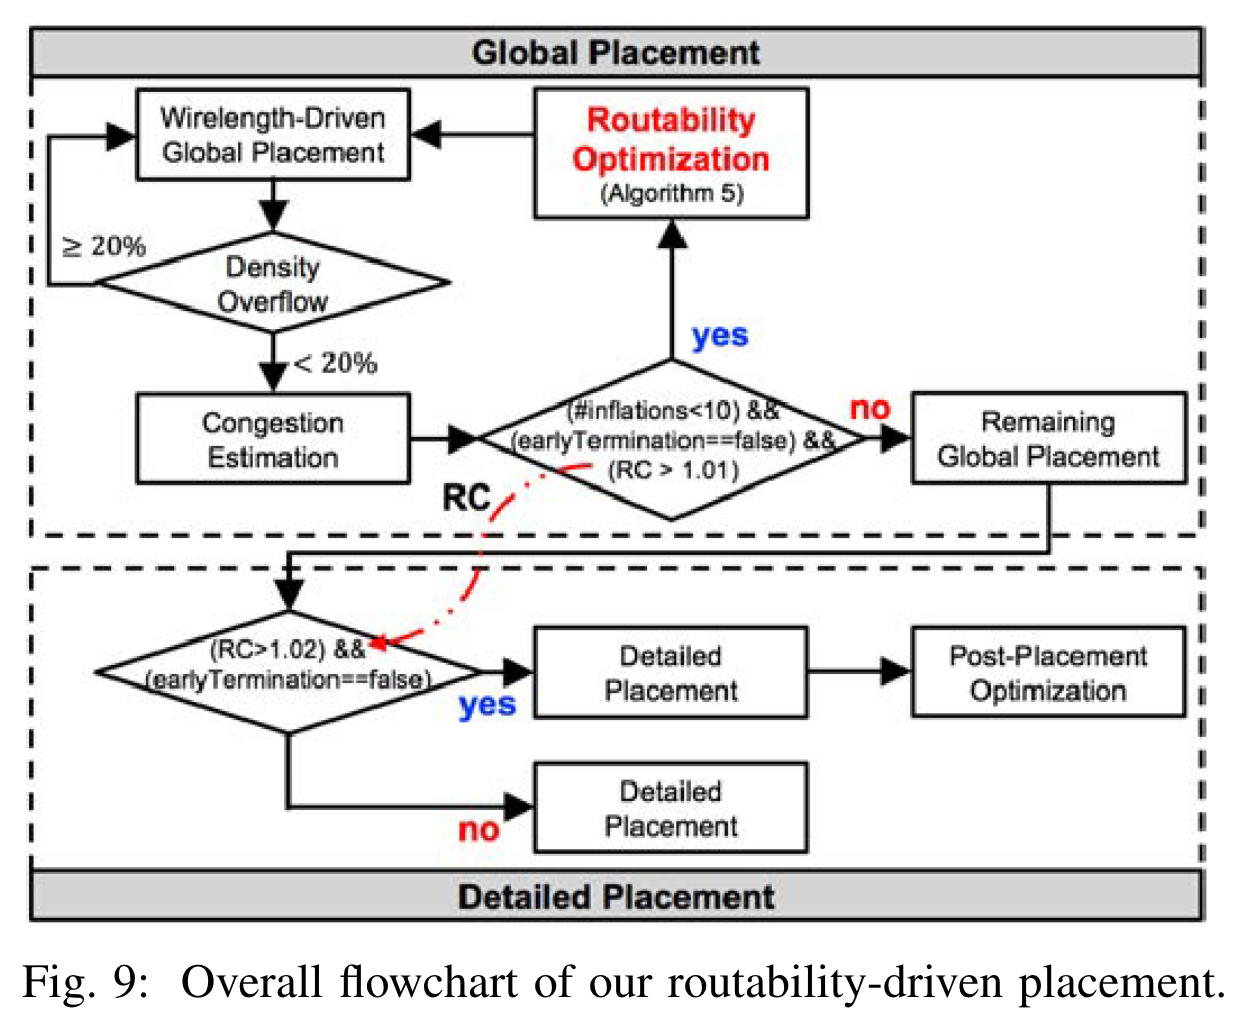 Global Placement
Wirelength-Driven
Global Placement
Routability
Optimization
(Algorithm 5)
≥ 20%
Density
Overflow
< 20%
yes
Congestion
Estimation
(#inflations<10) &&
(earlyTermination==false) &&
(RC > 1.01)
no
Remaining
Global Placement
RC
(RC>1.02) &&
(earlyTermination==false)
yes
Detailed
Placement
Post-Placement
Optimization
no
Detailed
Placement
Detailed Placement
Fig. 9: Overall flowchart of our routability-driven placement.